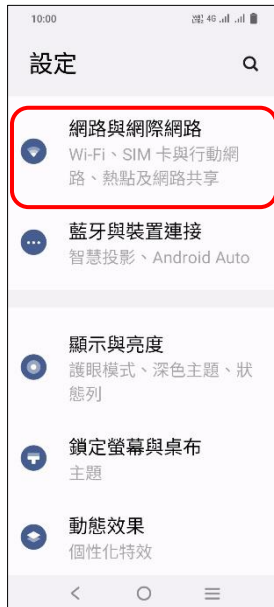 10:00
4G
設定
網路與網際網路
Wi-Fi、SIM 卡與行動網
路、熱點及網路共享
藍牙與裝置連接
智慧投影、Android Auto
顯示與亮度
護眼模式、深色主題、狀
態列
鎖定螢幕與桌布
主題
動態效果
個性化特效